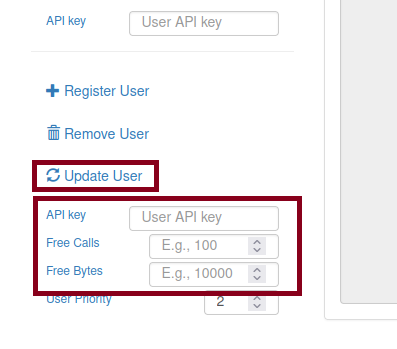 API key User API key
Register User
Remove User
Update User
API key User API key
Free Calls E.g., 100
Free Bytes E.g., 10000
User Priority 2